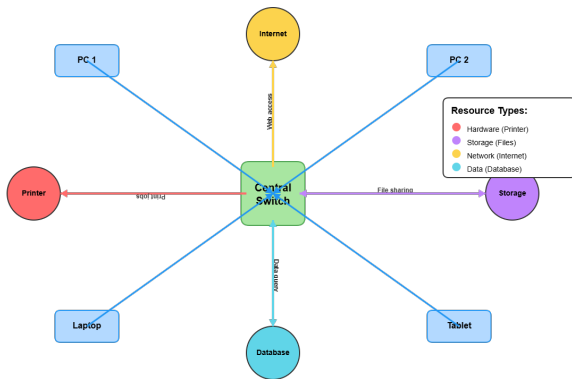 Internet
PC 1
PC 2
Web access
Resource Types:
Hardware (Printer)
Storage (Files)
Network (Internet)
Data (Database)
Printer
Print jobs
Central
Switch
File sharing
Storage
Data query
Laptop
Tablet
Database